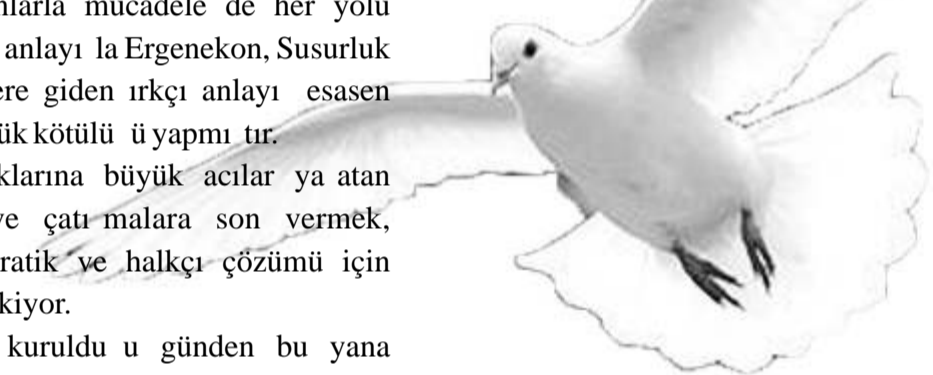 nlarla mücadele de her yolu
anlayı la Ergenekon, Susurluk
ere giden ırkçı anlayı esasen
ük kötülü ü yapmı tır.
klarına büyük acılar ya atan
ve çatı malara son vermek,
ratik ve halkçı çözümü için
kiyor.
kuruldu u günden bu yana